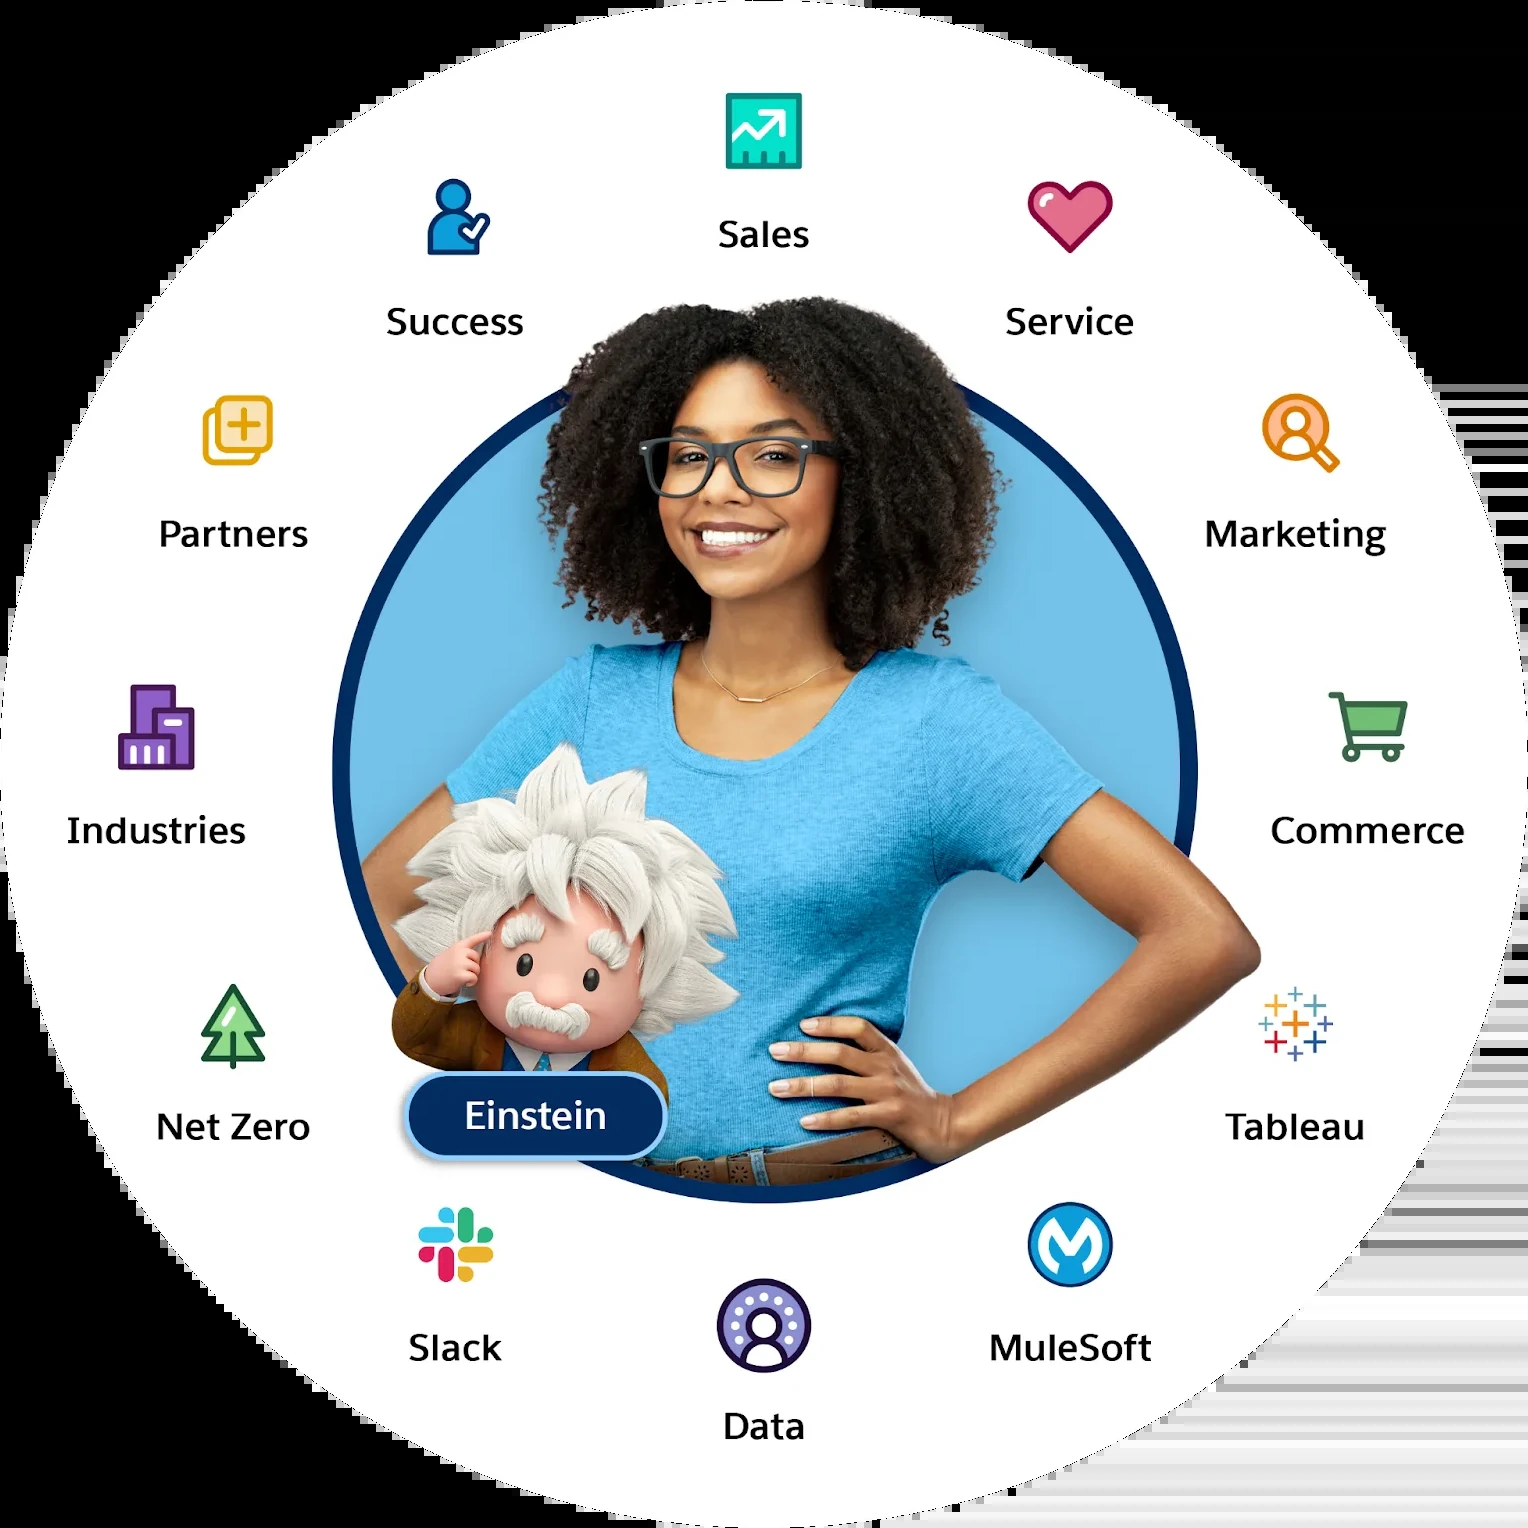 Sales
Success
Service
Partners
Marketing
Industries
Commerce
Net Zero
Einstein
Tableau
Slack
MuleSoft
Data